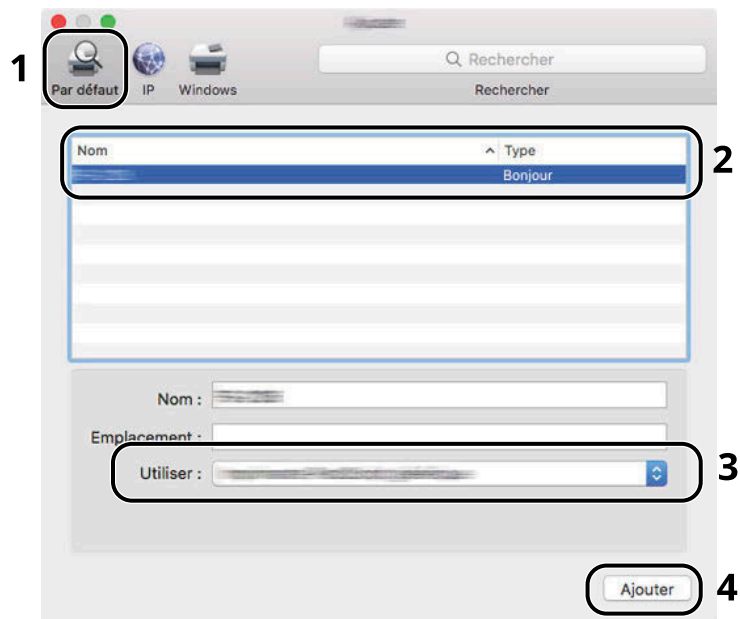 1
Par défaut IP Windows
Rechercher
Rechercher
2
Nom Type
Bonjour
Nom :
Emplacement :
3
Utiliser :
4
Ajouter